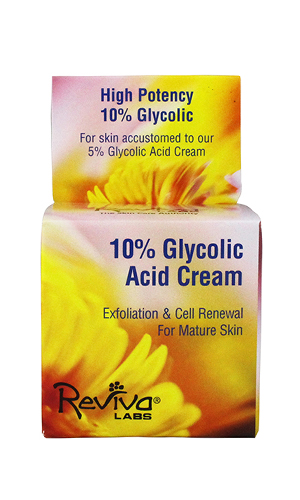 High Potency
10% Glycolic
For skin accustomed to our
5% Glycolic Acid Cream
Reviva
10% Glycolic
Acid Cream
Exfoliation & Cell Renewal
For Mature Skin
Reviva®
LABS